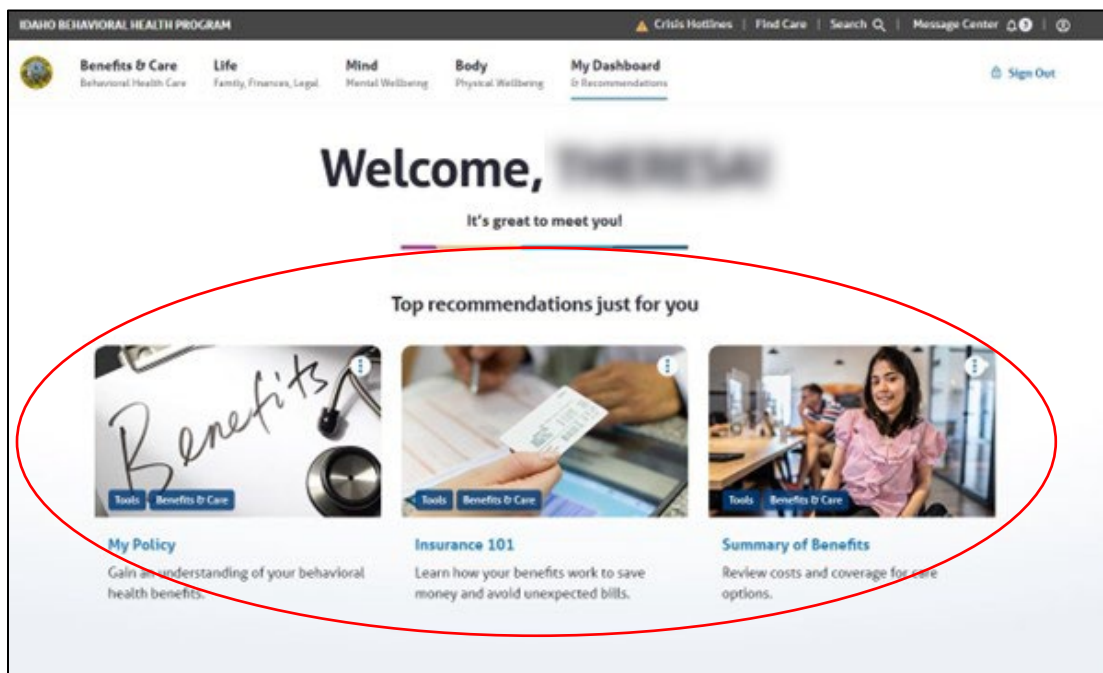 IDAHO BEHAVIORAL HEALTH PROGRAM
Crisis Hotlines | Find Care | Search | Message Center 3 |
Benefits & Care Life Mind Body My Dashboard
Behavioral Health Care Family, Finances, Legal Mental Wellbeing Physical Wellbeing & Recommendations
Sign Out
Welcome,
It's great to meet you!
Top recommendations just for you
Benefits
Tools Benefits & Care
Tools Benefits & Care
Tools Benefits & Care
My Policy
Gain an understanding of your behavioral
health benefits.
Insurance 101
Learn how your benefits work to save
money and avoid unexpected bills.
Summary of Benefits
Review costs and coverage for care
options.